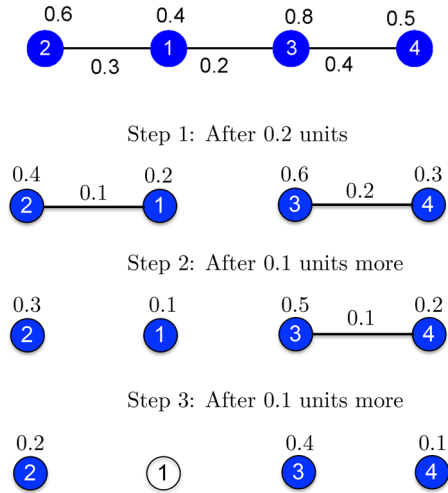 0.6 0.4 0.8 0.5
2 1 3 4
0.3 0.2 0.4
Step 1: After 0.2 units
0.4 0.2 0.6 0.3
0.1 0.2
2 1 3 4
Step 2: After 0.1 units more
0.3 0.1 0.5 0.2
0.1
2 1 3 4
Step 3: After 0.1 units more
0.2 0.4 0.1
2 1 3 4